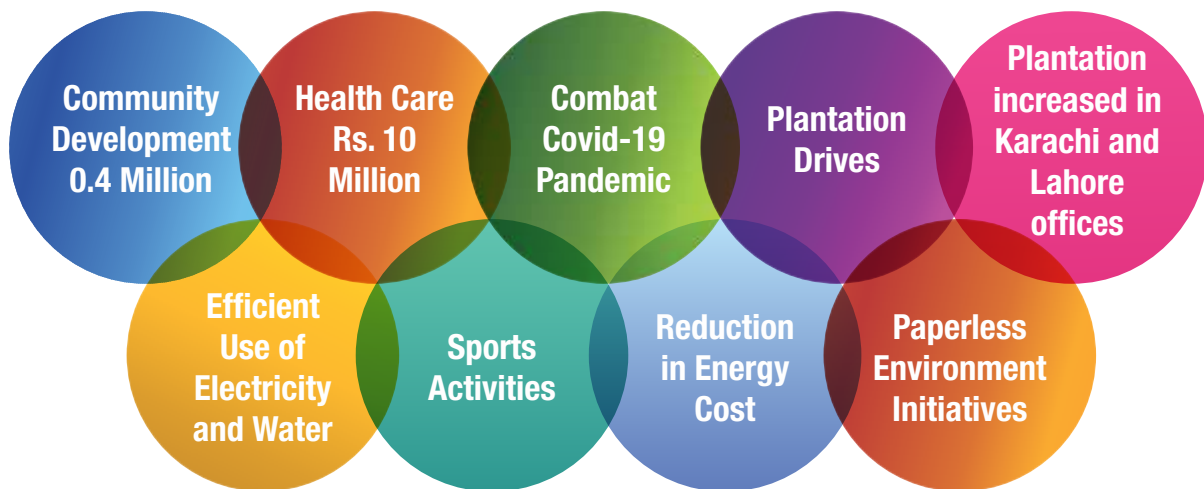 Community
Development
0.4 Million
Health Care
Rs. 10
Million
Combat
Covid-19
Pandemic
Plantation
Drives
Plantation
increased in
Karachi and
Lahore
offices
Efficient
Use of
Electricity
and Water
Sports
Activities
Reduction
in Energy
Cost
Paperless
Environment
Initiatives